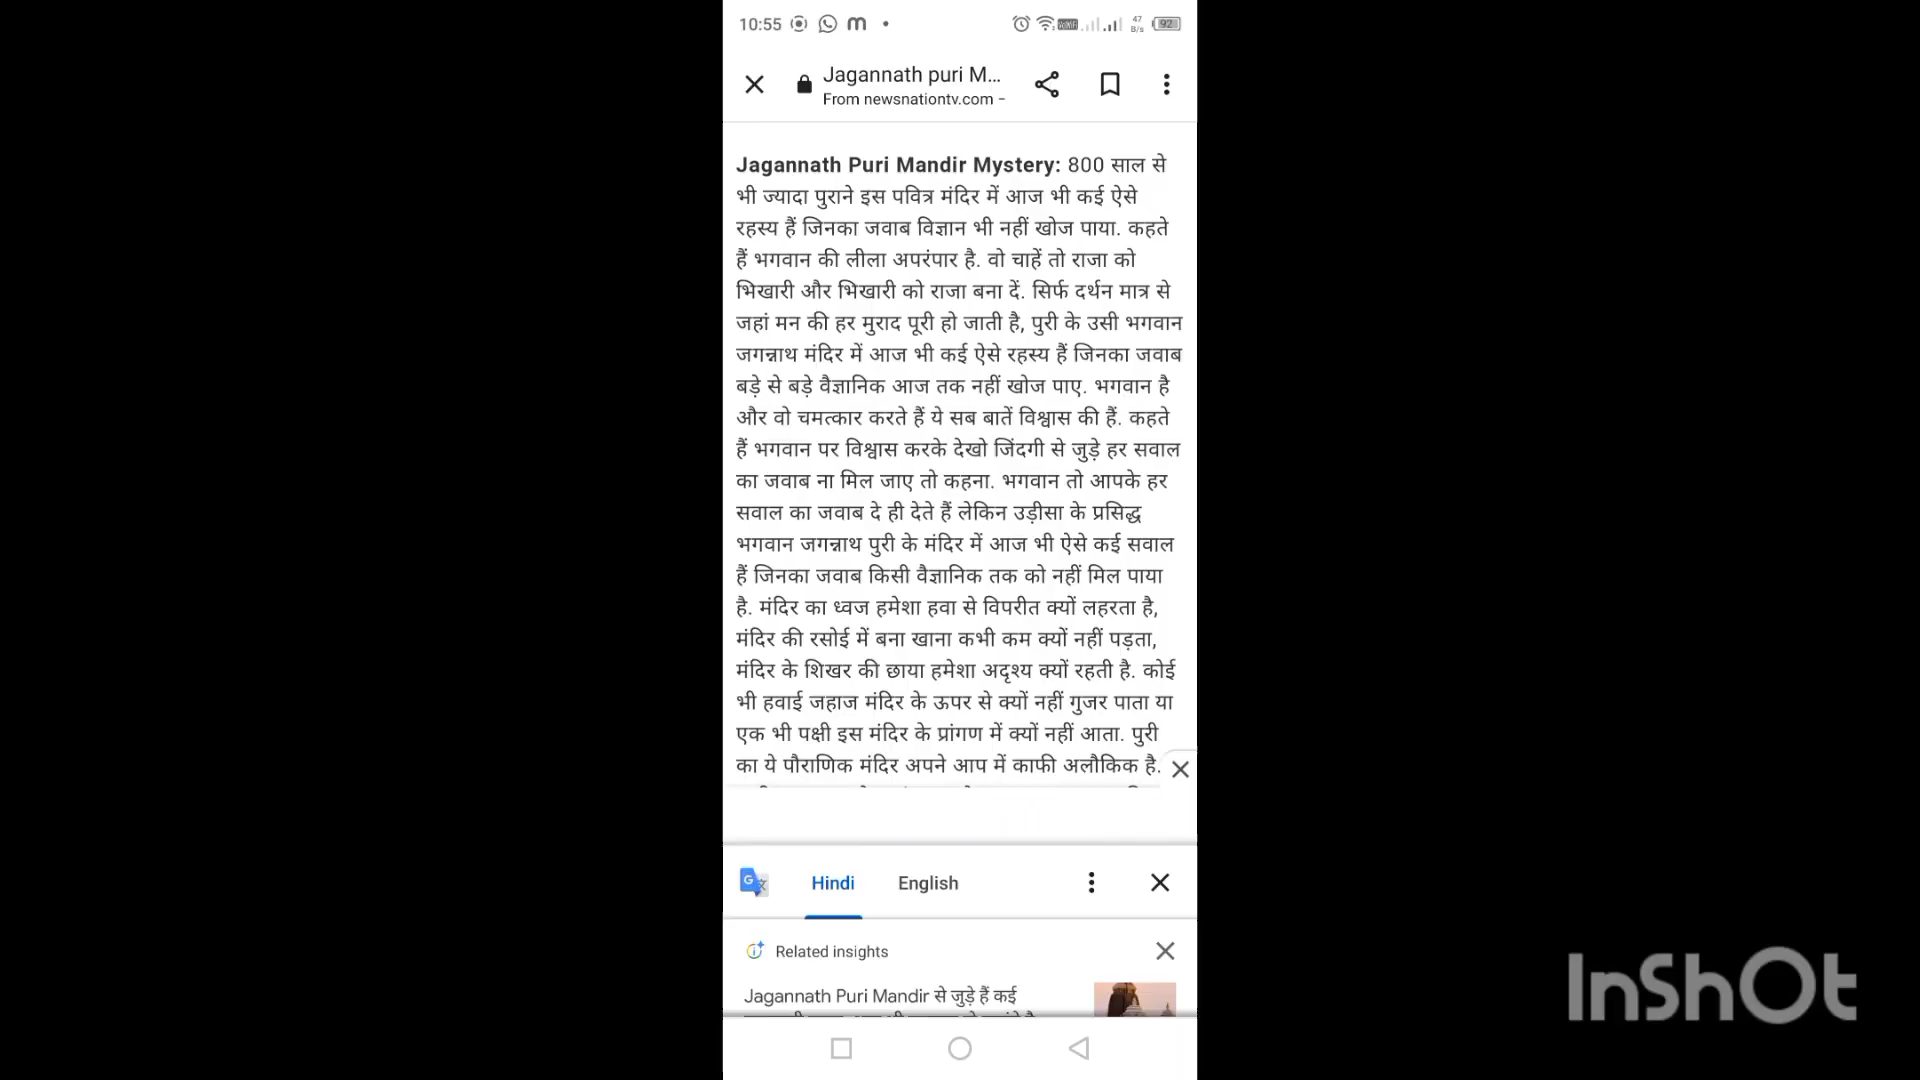 10:55
47
B/s
92
Jagannath puri M...
From newsnationtv.com -
Jagannath Puri Mandir Mystery: 800 साल से
भी ज्यादा पुराने इस पवित्र मंदिर में आज भी कई ऐसे
रहस्य हैं जिनका जवाब विज्ञान भी नहीं खोज पाया. कहते
हैं भगवान की लीला अपरंपार है. वो चाहें तो राजा को
भिखारी और भिखारी को राजा बना दें. सिर्फ दर्थन मात्र से
जहां मन की हर मुराद पूरी हो जाती है, पुरी के उसी भगवान
जगन्नाथ मंदिर में आज भी कई ऐसे रहस्य हैं जिनका जवाब
बड़े से बड़े वैज्ञानिक आज तक नहीं खोज पाए. भगवान है
और वो चमत्कार करते हैं ये सब बातें विश्वास की हैं. कहते
हैं भगवान पर विश्वास करके देखो जिंदगी से जुड़े हर सवाल
का जवाब ना मिल जाए तो कहना. भगवान तो आपके हर
सवाल का जवाब दे ही देते हैं लेकिन उड़ीसा के प्रसिद्ध
भगवान जगन्नाथ पुरी के मंदिर में आज भी ऐसे कई सवाल
हैं जिनका जवाब किसी वैज्ञानिक तक को नहीं मिल पाया
है. मंदिर का ध्वज हमेशा हवा से विपरीत क्यों लहरता है,
मंदिर की रसोई में बना खाना कभी कम क्यों नहीं पड़ता,
मंदिर के शिखर की छाया हमेशा अदृश्य क्यों रहती है. कोई
भी हवाई जहाज मंदिर के ऊपर से क्यों नहीं गुजर पाता या
एक भी पक्षी इस मंदिर के प्रांगण में क्यों नहीं आता. पुरी
का ये पौराणिक मंदिर अपने आप में काफी अलौकिक है.
Hindi English
Related insights
Jagannath Puri Mandir से जुड़े हैं कई
InShOt